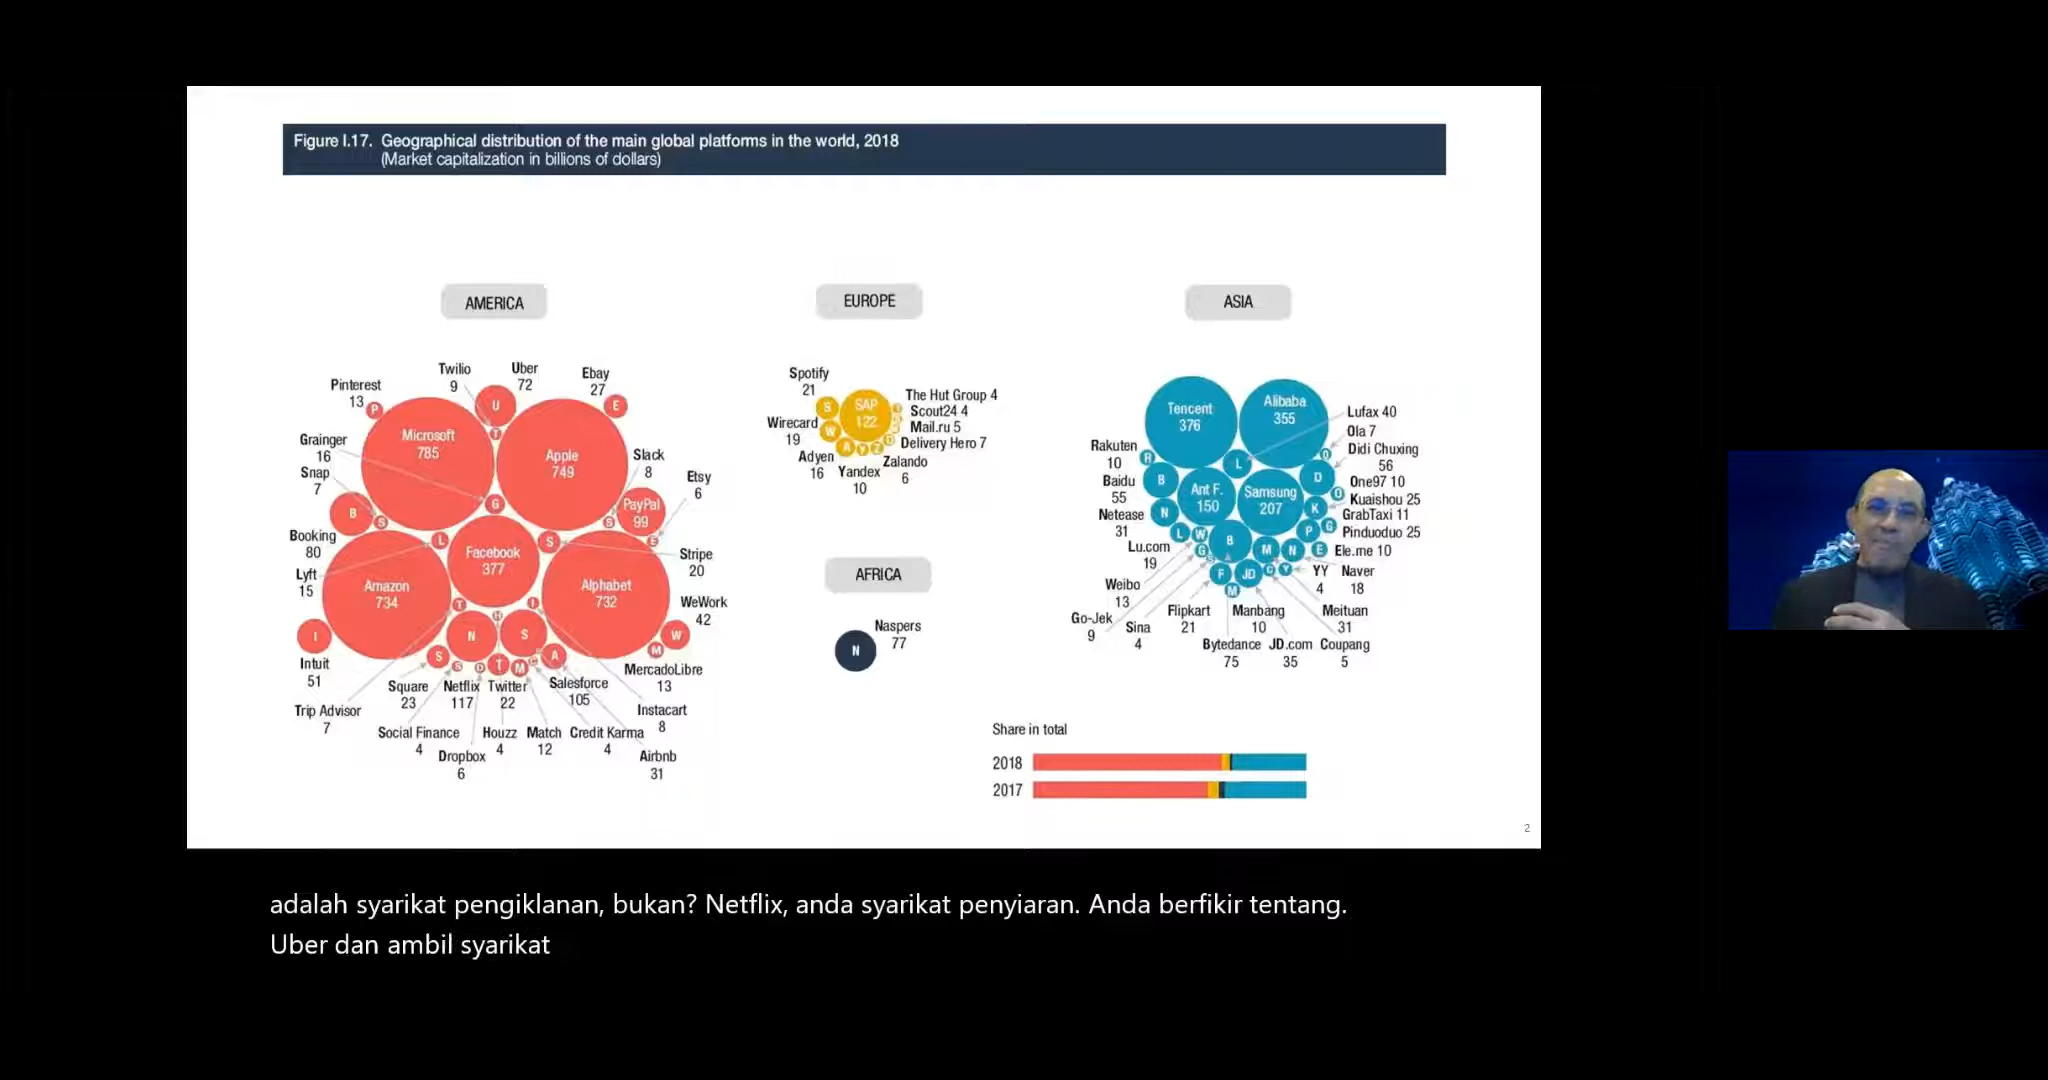 Figure I.17. Geographical distribution of the main global platforms in the world, 2018
(Market capitalization in billions of dollars)
AMERICA
Twilio
9
Uber
72
Ebay
27
Pinterest
13
P
U
E
T
Microsoft
785
Apple
749
Grainger
16
Snap
7
Slack
8
Etsy
6
B
S
G
PayPal
99
S
E
Booking
80
L
Facebook
377
S
Stripe
20
Lyft
15
Amazon
734
Alphabet
732
WeWork
42
T
H
I
I
N
S
W
M
Intuit
51
S
S
D
T
M
C
A
MercadoLibre
13
Square
23
Netflix
117
Twitter
22
Salesforce
105
Trip Advisor
7
Instacart
8
Social Finance
4
Houzz
4
Match
12
Credit Karma
4
Dropbox
6
Airbnb
31
EUROPE
Spotify
21
SAP
122
The Hut Group 4
Scout24 4
Mail.ru 5
Delivery Hero 7
S
Wirecard
19
W
A
Y
Z
D
Adyen
16
Yandex
10
Zalando
6
AFRICA
N
Naspers
77
ASIA
Tencent
376
Alibaba
355
Lufax 40
Ola 7
Didi Chuxing
56
One97 10
Kuaishou 25
GrabTaxi 11
Pinduoduo 25
Ele.me 10
Rakuten
10
R
L
O
Baidu
55
B
Ant F.
150
Samsung
207
D
O
K
Netease
31
N
P
G
L
W
B
M
N
E
G
S
Lu.com
19
F
JD
C
Y
YY
4
Naver
18
M
Weibo
13
Go-Jek
9
Sina
4
Flipkart
21
Manbang
10
Meituan
31
Bytedance
75
JD.com
35
Coupang
5
Share in total
2018
2017
2
adalah syarikat pengiklanan, bukan? Netflix, anda syarikat penyiaran. Anda berfikir tentang.
Uber dan ambil syarikat